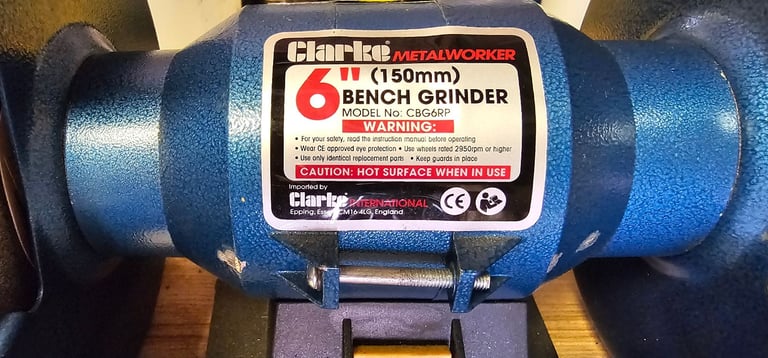 Clarke METALWORKER
6" (150mm)
BENCH GRINDER
MODEL No: CBG6RP
WARNING:
• For your safety, read the instruction manual before operating
• Wear CE approved eye protection • Use wheels rated 2950rpm or higher
• Use only identical replacement parts • Keep guards in place
CAUTION: HOT SURFACE WHEN IN USE
Imported by
Clarke INTERNATIONAL
Epping, Essex CM16 4LG, England
CE